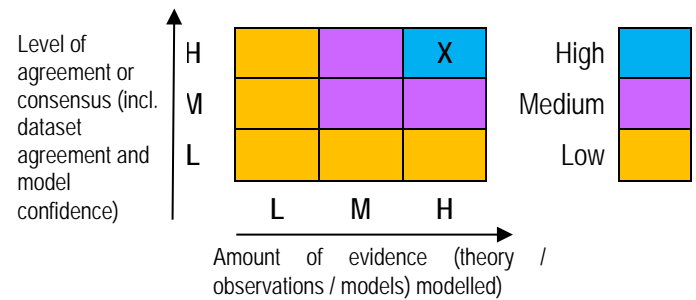 Level of
agreement or
consensus (incl.
dataset
agreement and
model
confidence)
H
M
L
X
L M H
Amount of evidence (theory /
observations / models) modelled)
High
Medium
Low